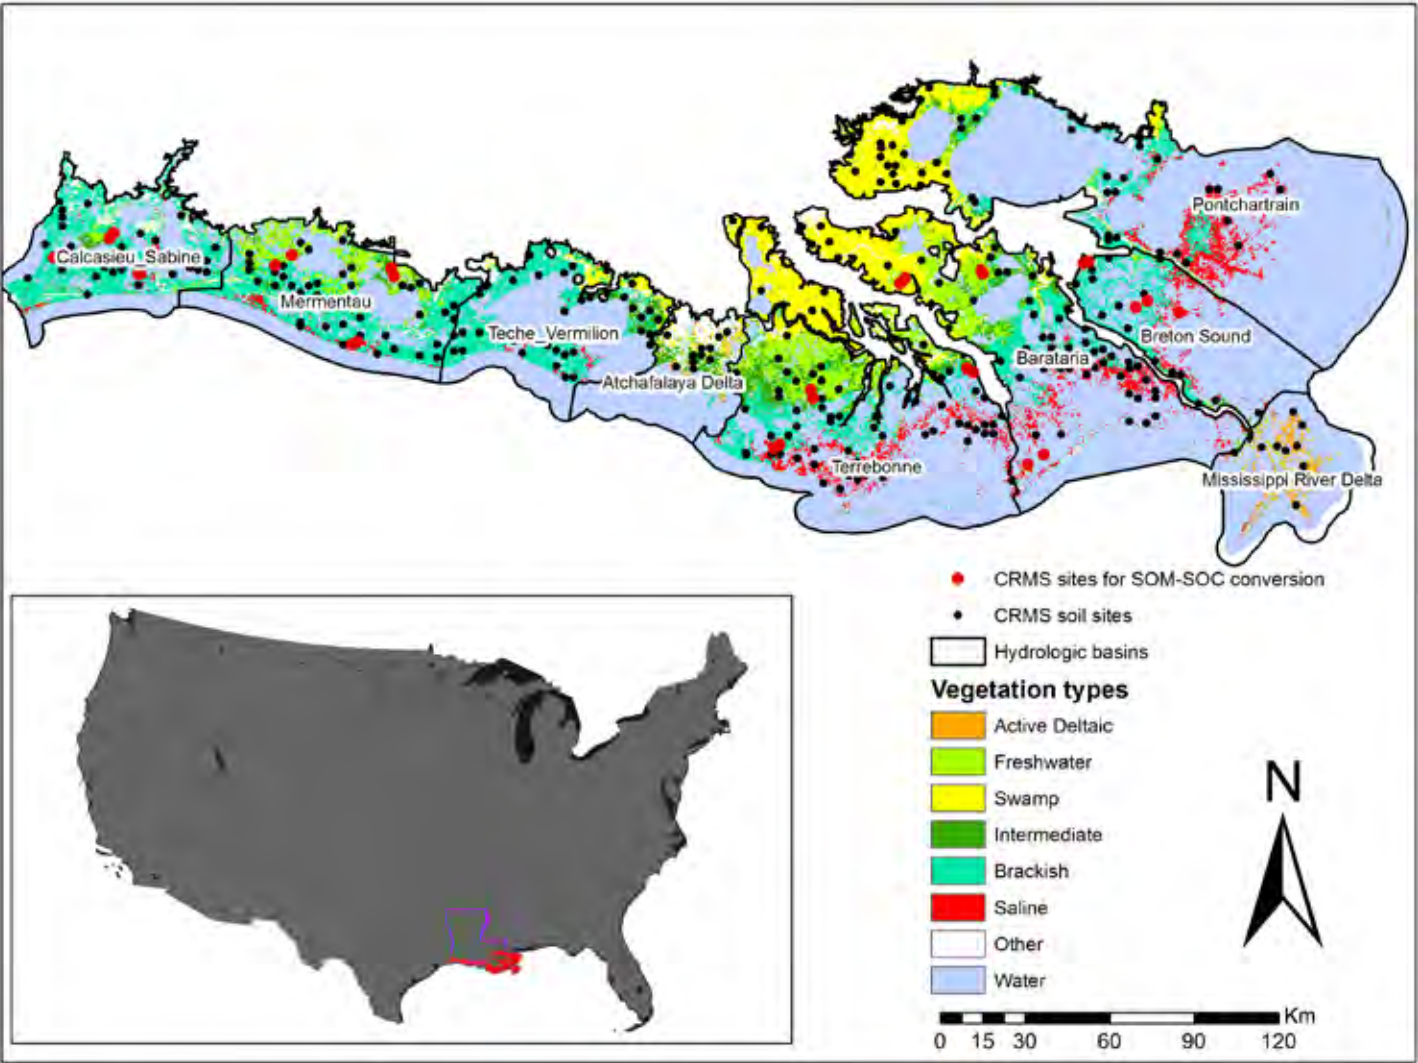 Pontchartrain
Calcasieu_Sabine
Mermentau
Teche_Vermilion
Breton Sound
Barataria
Atchafalaya Delta
Terrebonne
Mississippi River Delta
CRMS sites for SOM-SOC conversion
CRMS soil sites
Hydrologic basins
Vegetation types
Active Deltaic
Freshwater
Swamp
Intermediate
Brackish
Saline
Other
Water
N
Km
0 15 30 60 90 120